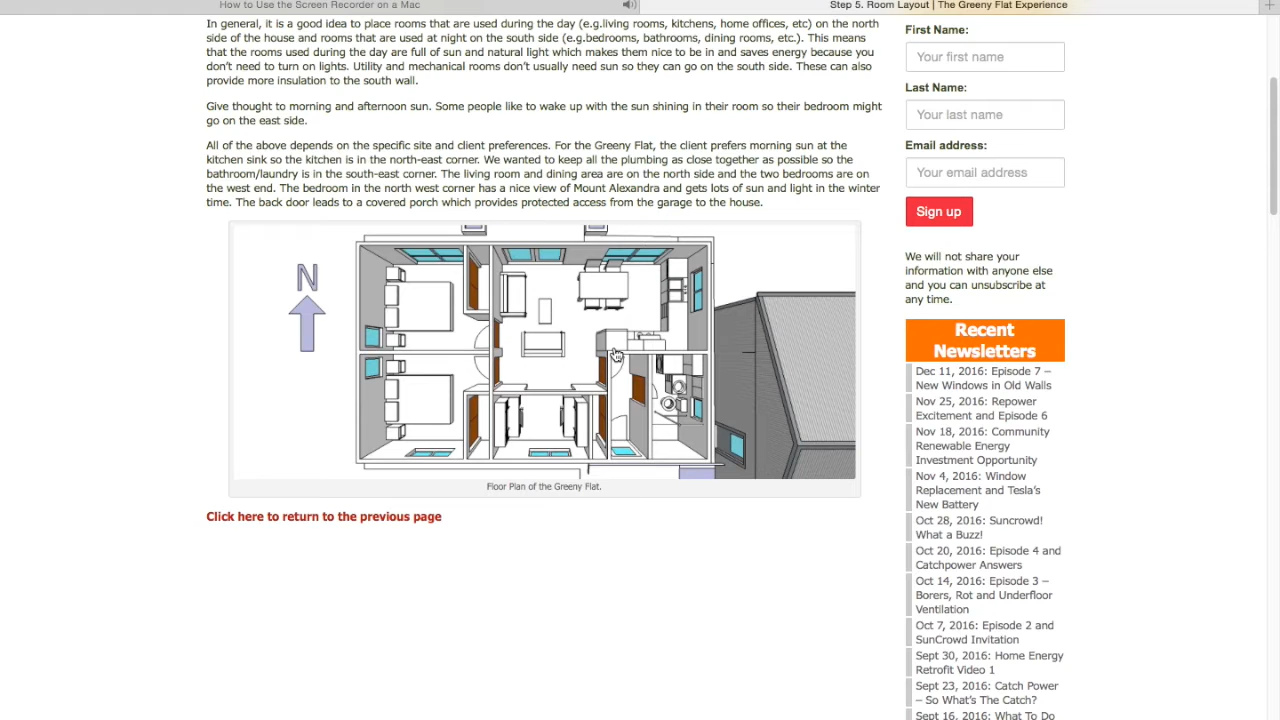 How to Use the Screen Recorder on a Mac
Step 5. Room Layout | The Greeny Flat Experience
In general, it is a good idea to place rooms that are used during the day (e.g.living rooms, kitchens, home offices, etc) on the north
side of the house and rooms that are used at night on the south side (e.g.bedrooms, bathrooms, dining rooms, etc.). This means
that the rooms used during the day are full of sun and natural light which makes them nice to be in and saves energy because you
don't need to turn on lights. Utility and mechanical rooms don't usually need sun so they can go on the south side. These can also
provide more insulation to the south wall.
Give thought to morning and afternoon sun. Some people like to wake up with the sun shining in their room so their bedroom might
go on the east side.
All of the above depends on the specific site and client preferences. For the Greeny Flat, the client prefers morning sun at the
kitchen sink so the kitchen is in the north-east corner. We wanted to keep all the plumbing as close together as possible so the
bathroom/laundry is in the south-east corner. The living room and dining area are on the north side and the two bedrooms are on
the west end. The bedroom in the north west corner has a nice view of Mount Alexandra and gets lots of sun and light in the winter
time. The back door leads to a covered porch which provides protected access from the garage to the house.
N
Floor Plan of the Greeny Flat.
Click here to return to the previous page
First Name:
Your first name
Last Name:
Your last name
Email address:
Your email address
Sign up
We will not share your
information with anyone else
and you can unsubscribe at
any time.
Recent
Newsletters
Dec 11, 2016: Episode 7 –
New Windows in Old Walls
Nov 25, 2016: Repower
Excitement and Episode 6
Nov 18, 2016: Community
Renewable Energy
Investment Opportunity
Nov 4, 2016: Window
Replacement and Tesla's
New Battery
Oct 28, 2016: Suncrowd!
What a Buzz!
Oct 20, 2016: Episode 4 and
Catchpower Answers
Oct 14, 2016: Episode 3 –
Borers, Rot and Underfloor
Ventilation
Oct 7, 2016: Episode 2 and
SunCrowd Invitation
Sept 30, 2016: Home Energy
Retrofit Video 1
Sept 23, 2016: Catch Power
– So What's The Catch?
Sept 16, 2016: What To Do